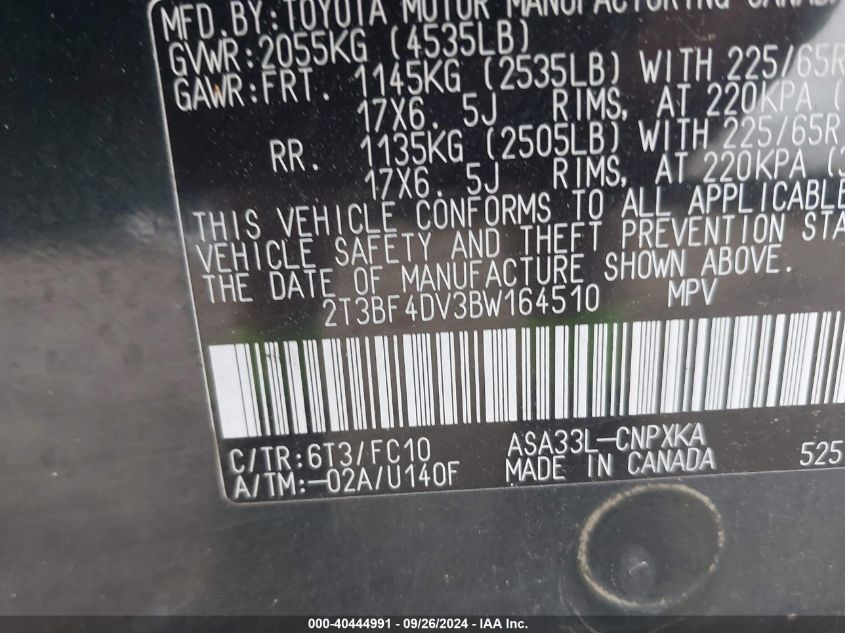 MFD.BY:TOYOTA MOTOR MANUFACTURING CANADA
GVWR:2055KG (4535LB)
GAWR:FRT. 1145KG (2535LB) WITH 225/65R
17X6. 5J RIMS, AT 220KPA (
RR. 1135KG (2505LB) WITH 225/65R
17X6. 5J RIMS, AT 220KPA (
THIS VEHICLE CONFORMS TO ALL APPLICABLE
VEHICLE SAFETY AND THEFT PREVENTION STA
THE DATE OF MANUFACTURE SHOWN ABOVE.
2T3BF4DV3BW164510 MPV
C/TR:6T3/FC10 ASA33L-CNPXKA
A/TM:-02A/U140F MADE IN CANADA 525
000-40444991 - 09/26/2024 - IAA Inc.